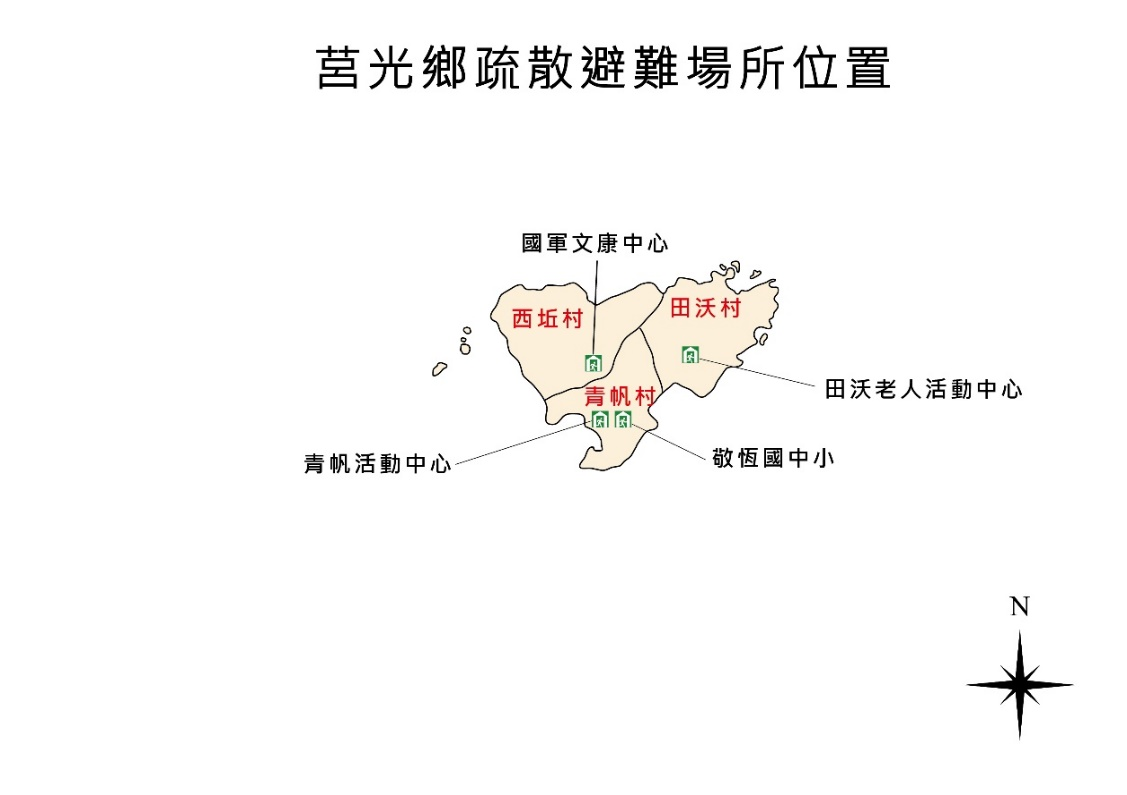 莒光鄉疏散避難場所位置
國軍文康中心
田沃村
西坵村
田沃老人活動中心
青帆村
敬恆國中小
青帆活動中心
N